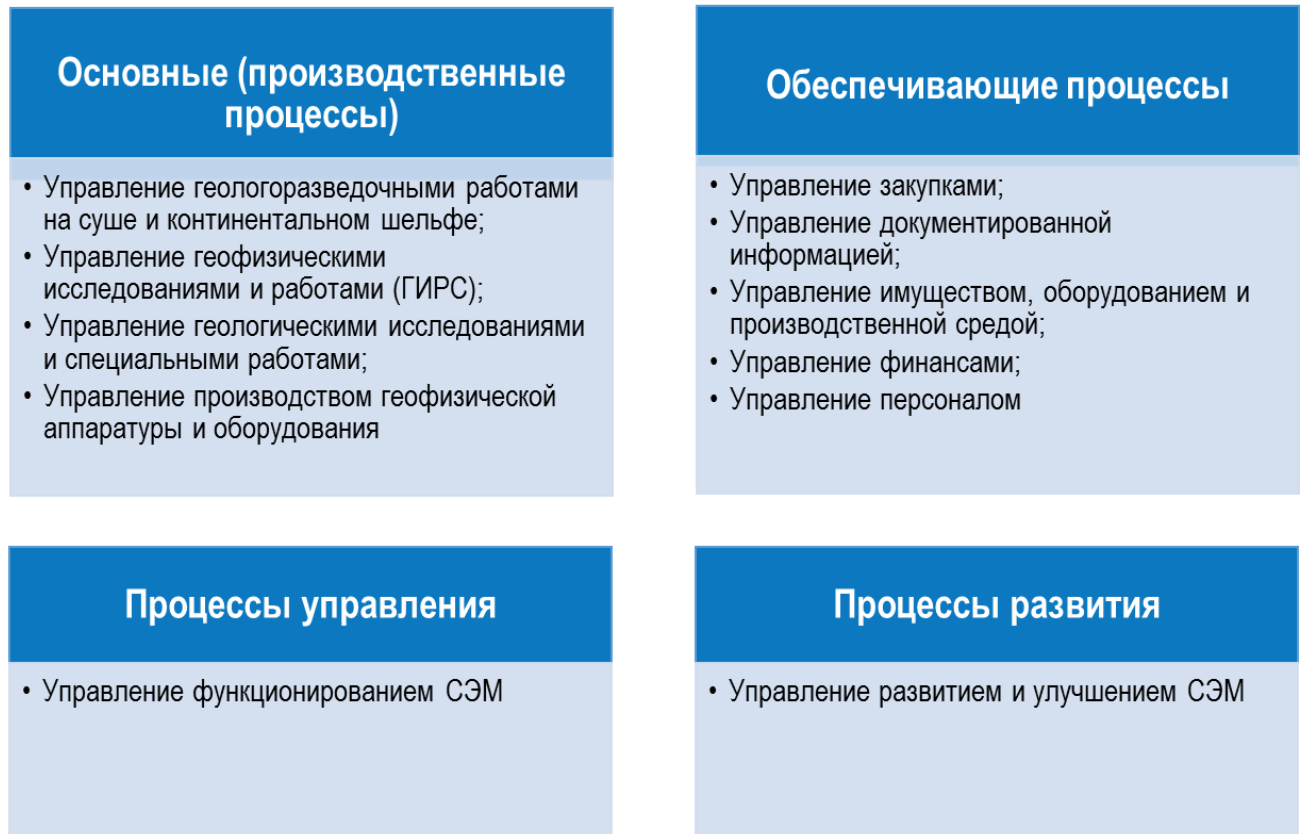 Основные (производственные
процессы)
• Управление геологоразведочными работами
на суше и континентальном шельфе;
• Управление геофизическими
исследованиями и работами (ГИРС);
• Управление геологическими исследованиями
и специальными работами;
• Управление производством геофизической
аппаратуры и оборудования
Обеспечивающие процессы
• Управление закупками;
• Управление документированной
информацией;
• Управление имуществом, оборудованием и
производственной средой;
• Управление финансами;
• Управление персоналом
Процессы управления
• Управление функционированием СЭМ
Процессы развития
• Управление развитием и улучшением СЭМ